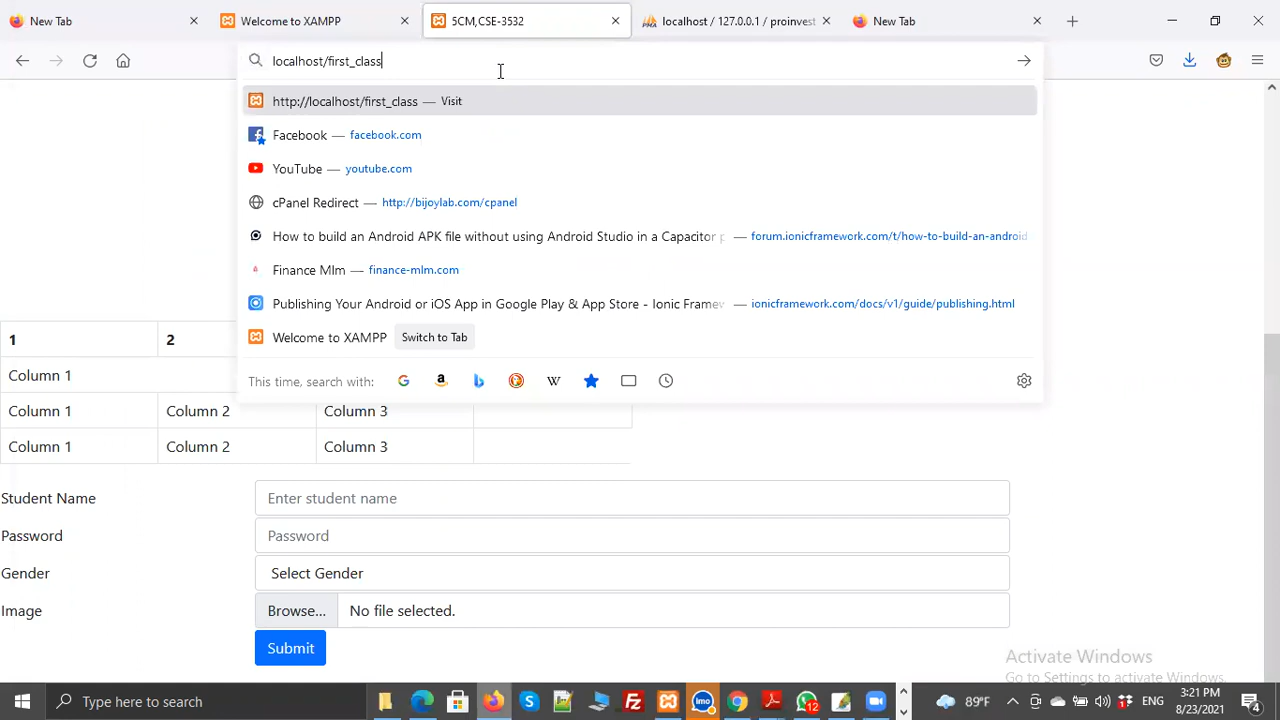 New Tab
Welcome to XAMPP
5CM,CSE-3532
localhost / 127.0.0.1 / proinvest
New Tab
localhost/first_class
http://localhost/first_class — Visit
Facebook — facebook.com
YouTube — youtube.com
cPanel Redirect — http://bijoylab.com/cpanel
How to build an Android APK file without using Android Studio in a Capacitor p — forum.ionicframework.com/t/how-to-build-an-android
Finance Mlm — finance-mlm.com
Publishing Your Android or iOS App in Google Play & App Store - Ionic Framew — ionicframework.com/docs/v1/guide/publishing.html
Welcome to XAMPP Switch to Tab
This time, search with:
1 2
Column 1
Column 1 Column 2 Column 3
Column 1 Column 2 Column 3
Student Name Enter student name
Password Password
Gender Select Gender
Image Browse... No file selected.
Submit
Activate Windows
Go to Settings to activate Windows.
Type here to search
imo
12
89°F
ENG
3:21 PM
8/23/2021
4